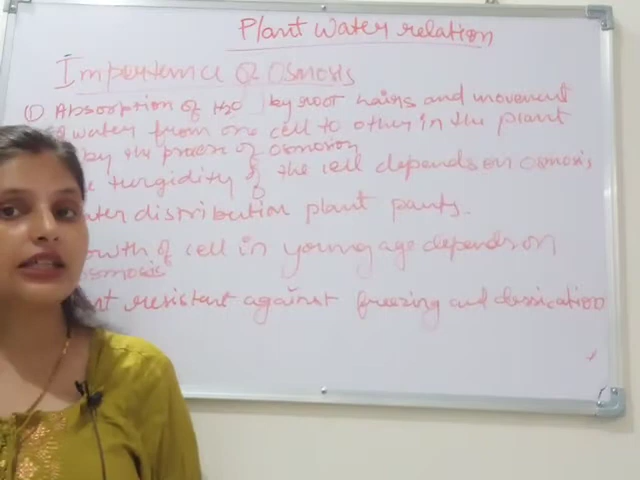 Plant Water relation
Importence of Osmosis
① Absorption of H2O by root hairs and movement
water from one cell to other in the plant
by the process of osmosion
turgidity of the cell depends on osmosis
distribution plant parts.
of cell in young age depends on
osmosis
resistant against freezing and dessication